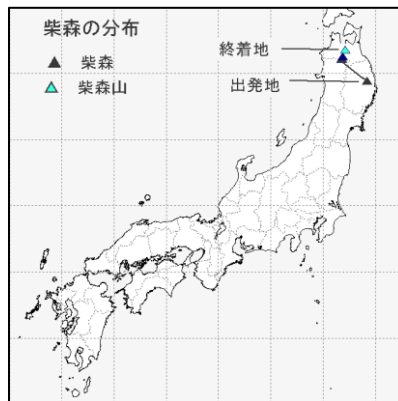 柴森の分布
▲ 柴森
▲ 柴森山
終着地
出発地